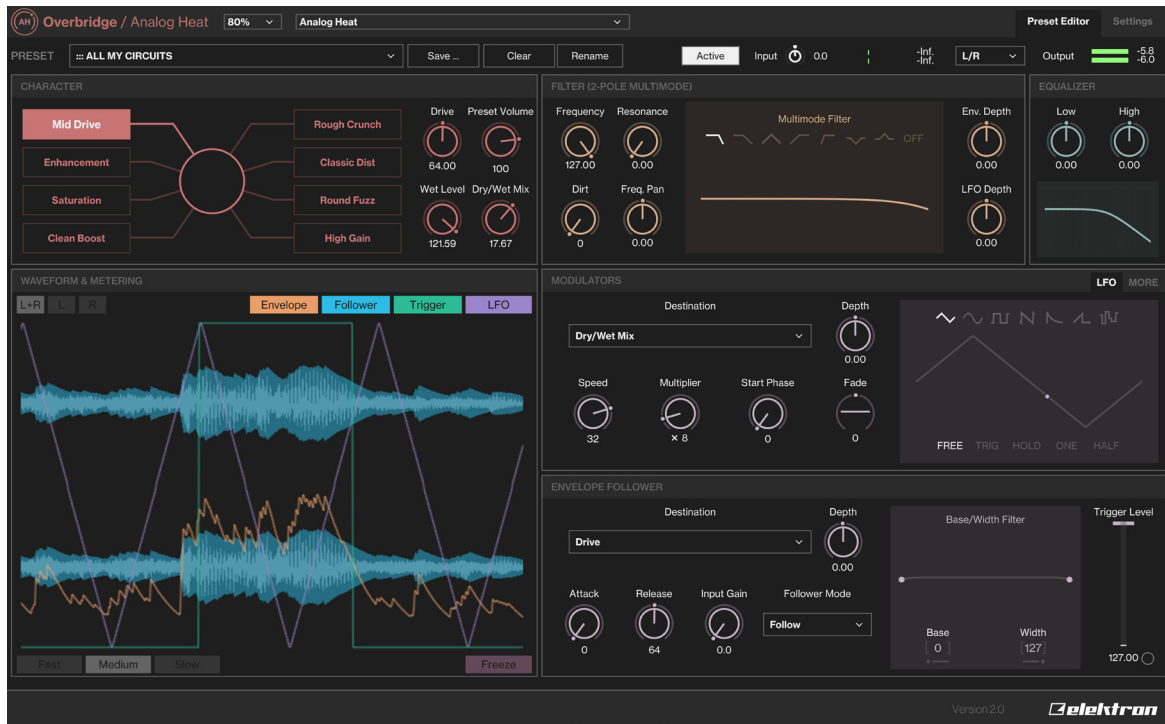 AH Overbridge / Analog Heat 80% Analog Heat Preset Editor Settings
PRESET ::: ALL MY CIRCUITS Save ... Clear Rename Active Input 0.0 -Inf. -Inf. L/R Output -5.8 -6.0
CHARACTER
Mid Drive
Enhancement
Saturation
Clean Boost
Rough Crunch
Classic Dist
Round Fuzz
High Gain
Drive Preset Volume
64.00 100
Wet Level Dry/Wet Mix
121.59 17.67
FILTER (2-POLE MULTIMODE)
Frequency Resonance
127.00 0.00
Dirt Freq. Pan
0 0.00
Multimode Filter
OFF
Env. Depth
0.00
LFO Depth
0.00
EQUALIZER
Low High
0.00 0.00
WAVEFORM & METERING
L+R L R Envelope Follower Trigger LFO
Fast Medium Slow Freeze
MODULATORS LFO MORE
Destination Depth
Dry/Wet Mix
0.00
Speed Multiplier Start Phase Fade
32 × 8 0 0
FREE TRIG HOLD ONE HALF
ENVELOPE FOLLOWER
Destination Depth
Drive
0.00
Attack Release Input Gain Follower Mode
Follow
0 64 0.0
Base/Width Filter
Base Width
[ 0 ] [127]
Trigger Level
127.00
Version 2.0 elektron